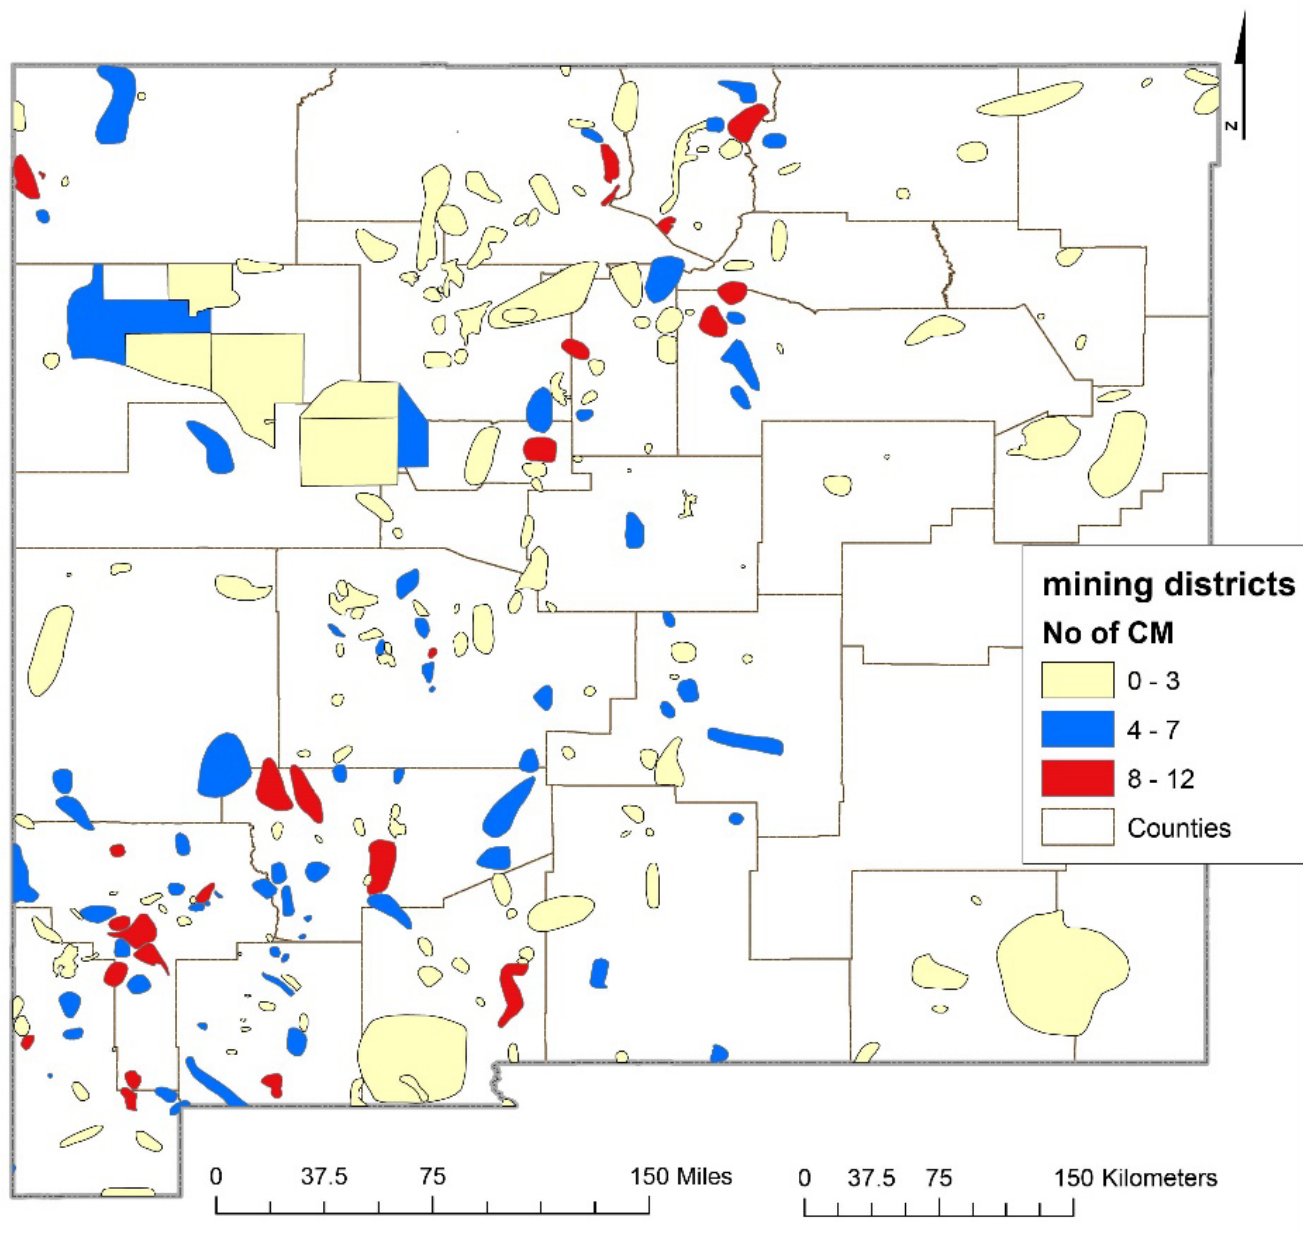 N
mining districts
No of CM
0 - 3
4 - 7
8 - 12
Counties
0 37.5 75 150 Miles
0 37.5 75 150 Kilometers